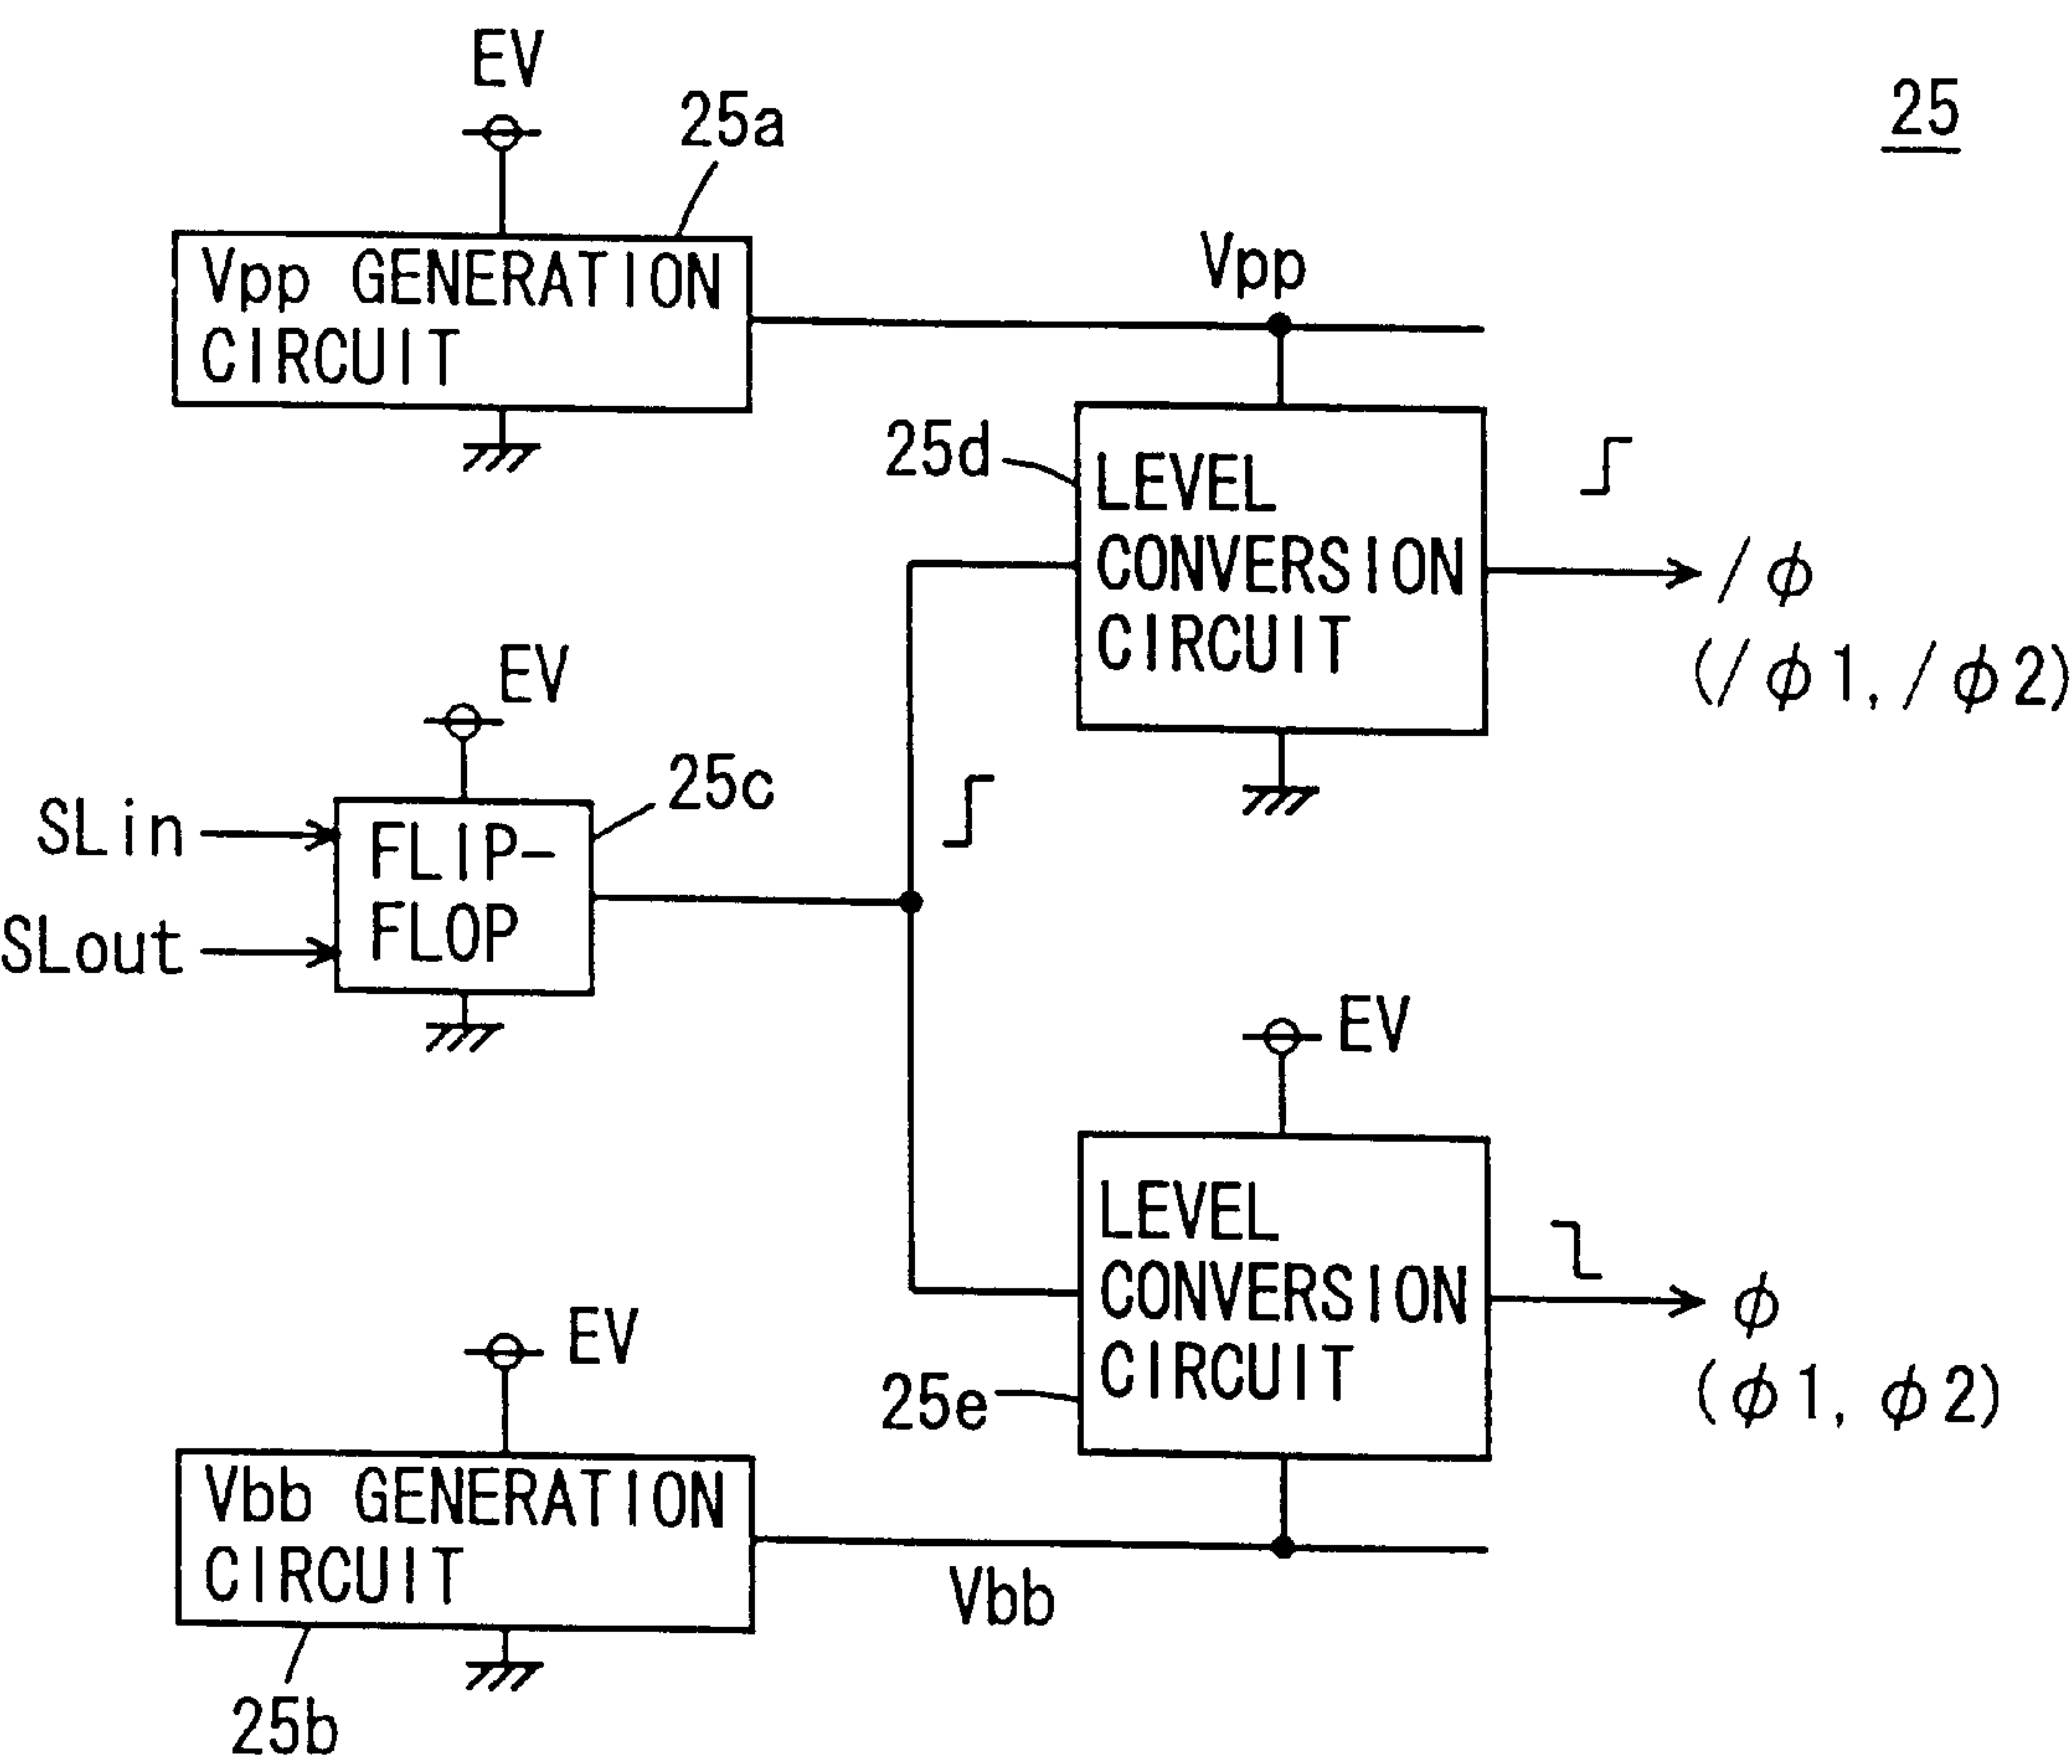 EV
25a
25
Vpp GENERATION
CIRCUIT
Vpp
25d
LEVEL
CONVERSION
CIRCUIT
/φ
(/φ1, /φ2)
EV
25c
SLin
SLout
FLIP-
FLOP
EV
LEVEL
CONVERSION
CIRCUIT
25e
φ
(φ1, φ2)
EV
Vbb GENERATION
CIRCUIT
Vbb
25b